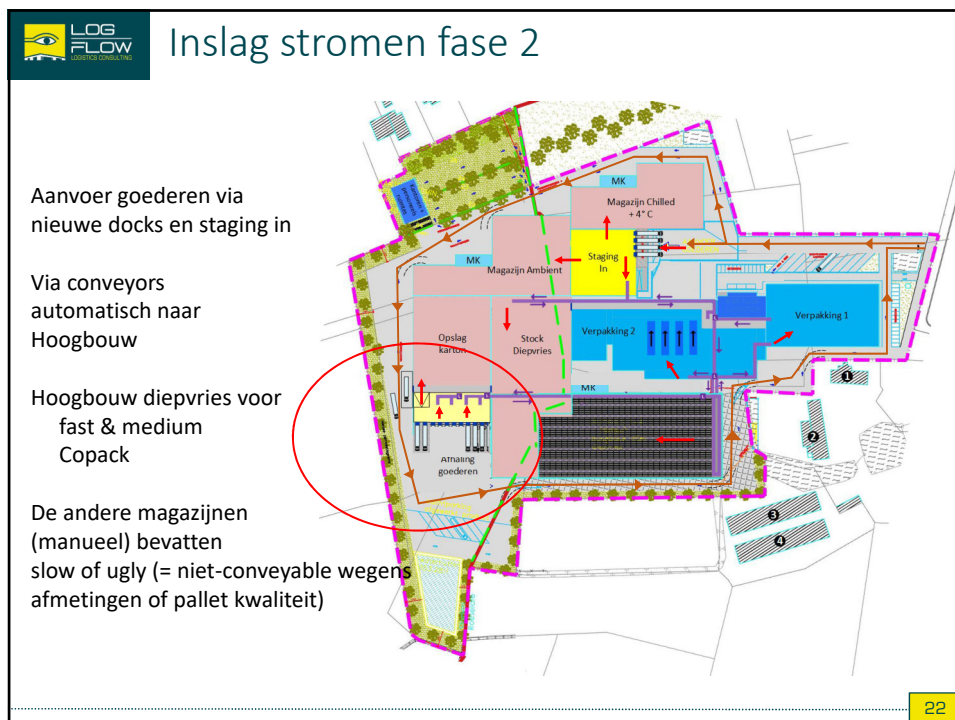 LOG
FLOW
LOGISTICS CONSULTING
Inslag stromen fase 2
Aanvoer goederen via
nieuwe docks en staging in
Via conveyors
automatisch naar
Hoogbouw
Hoogbouw diepvries voor
fast & medium
Copack
De andere magazijnen
(manueel) bevatten
slow of ugly (= niet-conveyable wegens
afmetingen of pallet kwaliteit)
MK
Magazijn Chilled
+ 4° C
Staging
In
MK
Magazijn Ambient
Opslag
karton
Stock
Diepvries
Verpakking 2
Verpakking 1
MK
Afhaling
goederen
1
2
3
4
22